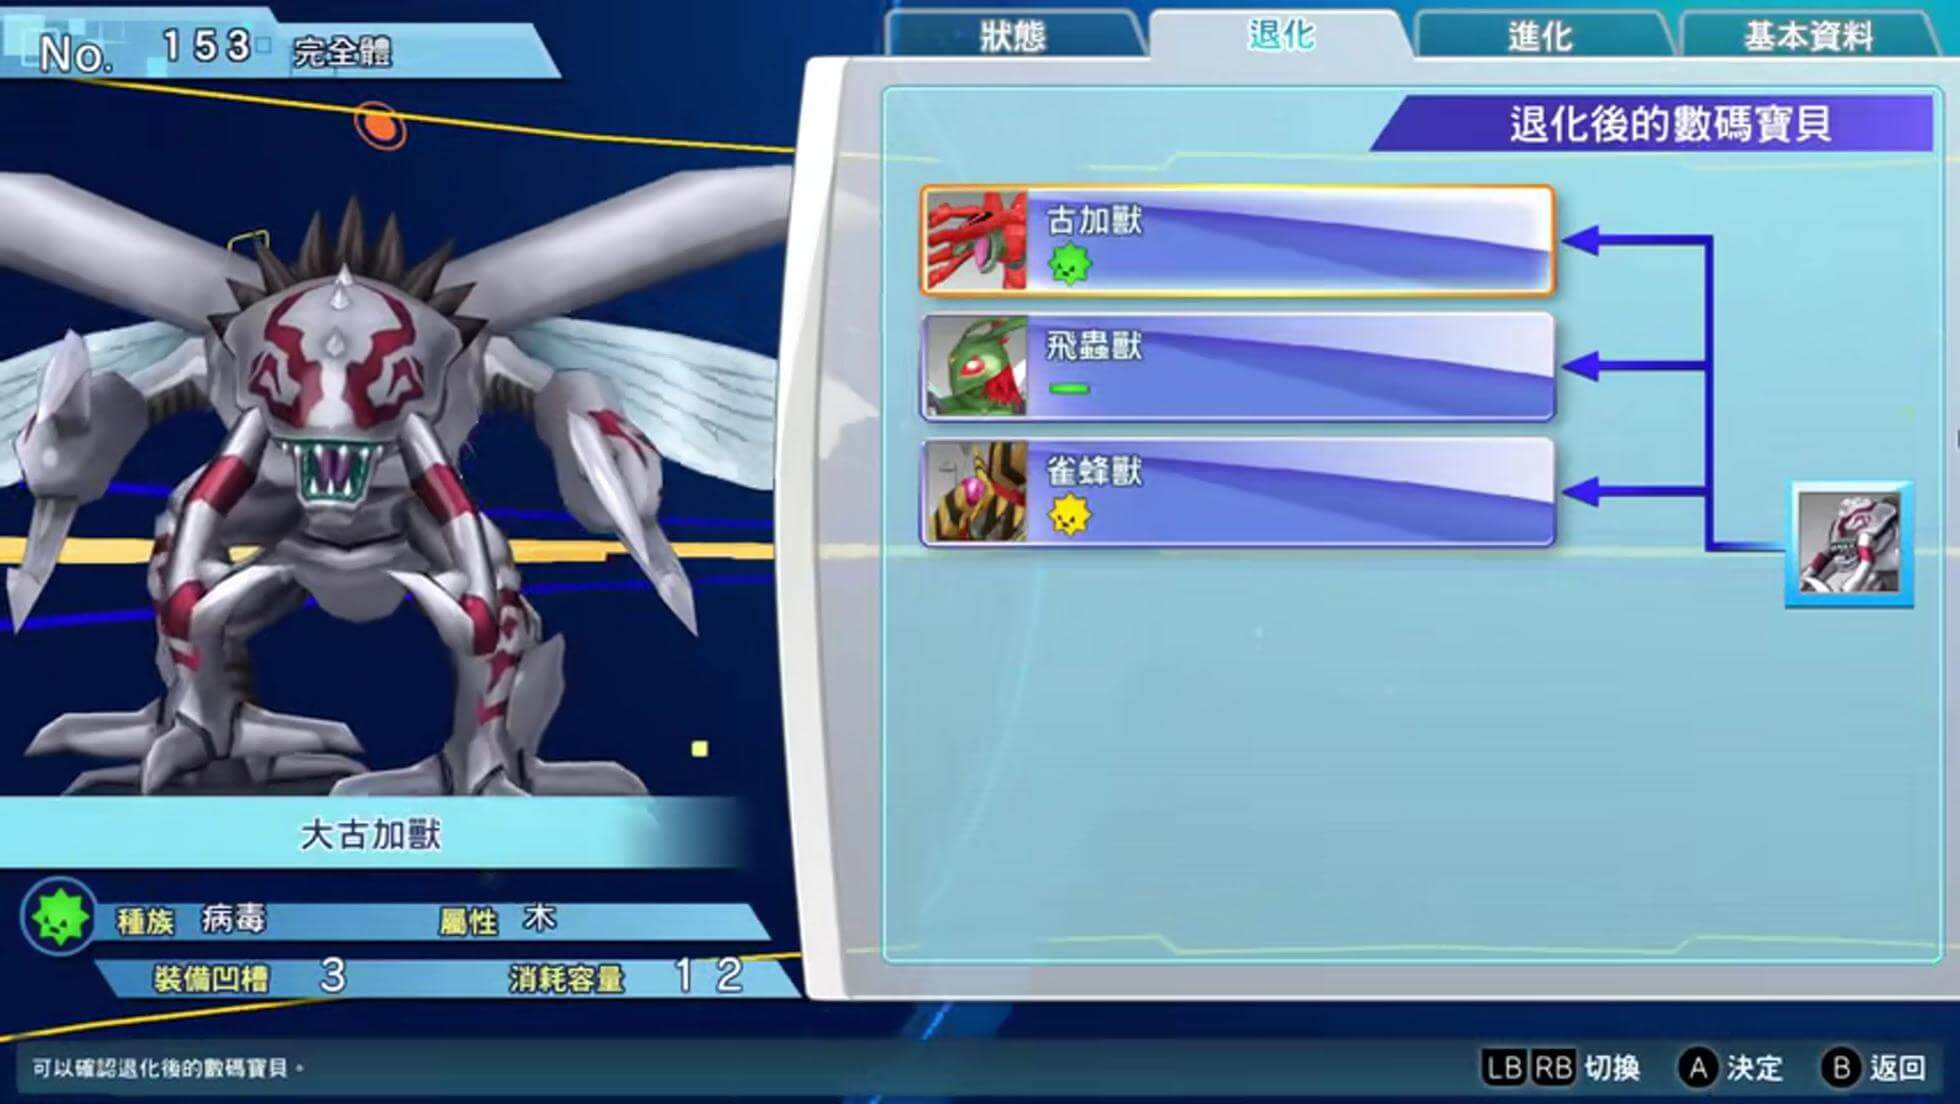 No. 153 完全體
狀態 退化 進化 基本資料
退化後的數碼寶貝
古加獸
飛蟲獸
雀蜂獸
大古加獸
種族 病毒 屬性 木
裝備凹槽 3 消耗容量 12
可以確認退化後的數碼寶貝。
LB RB 切換 A 決定 B 返回